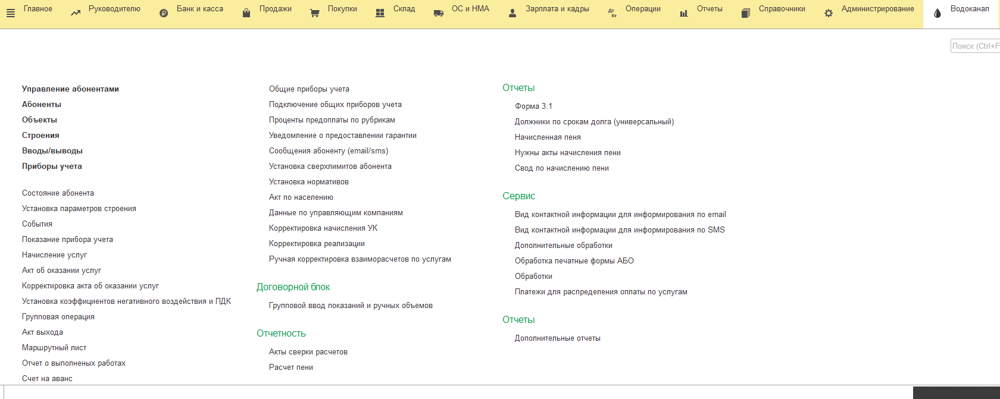 Главное
Руководителю
Банк и касса
Продажи
Покупки
Склад
ОС и НМА
Зарплата и кадры
Дт
Кт
Операции
Отчеты
Справочники
Администрирование
Водоканал
Поиск (Ctrl+F
Управление абонентами
Абоненты
Объекты
Строения
Вводы/выводы
Приборы учета
Состояние абонента
Установка параметров строения
События
Показание прибора учета
Начисление услуг
Акт об оказании услуг
Корректировка акта об оказании услуг
Установка коэффициентов негативного воздействия и ПДК
Групповая операция
Акт выхода
Маршрутный лист
Отчет о выполненых работах
Счет на аванс
Общие приборы учета
Подключение общих приборов учета
Проценты предоплаты по рубрикам
Уведомление о предоставлении гарантии
Сообщения абоненту (email/sms)
Установка сверхлимитов абонента
Установка нормативов
Акт по населению
Данные по управляющим компаниям
Корректировка начисления УК
Корректировка реализации
Ручная корректировка взаиморасчетов по услугам
Договорной блок
Групповой ввод показаний и ручных объемов
Отчетность
Акты сверки расчетов
Расчет пени
Отчеты
Форма 3.1
Должники по срокам долга (универсальный)
Начисленная пеня
Нужны акты начисления пени
Свод по начислению пени
Сервис
Вид контактной информации для информирования по email
Вид контактной информации для информирования по SMS
Дополнительные обработки
Обработка печатные формы АБО
Обработки
Платежи для распределения оплаты по услугам
Отчеты
Дополнительные отчеты